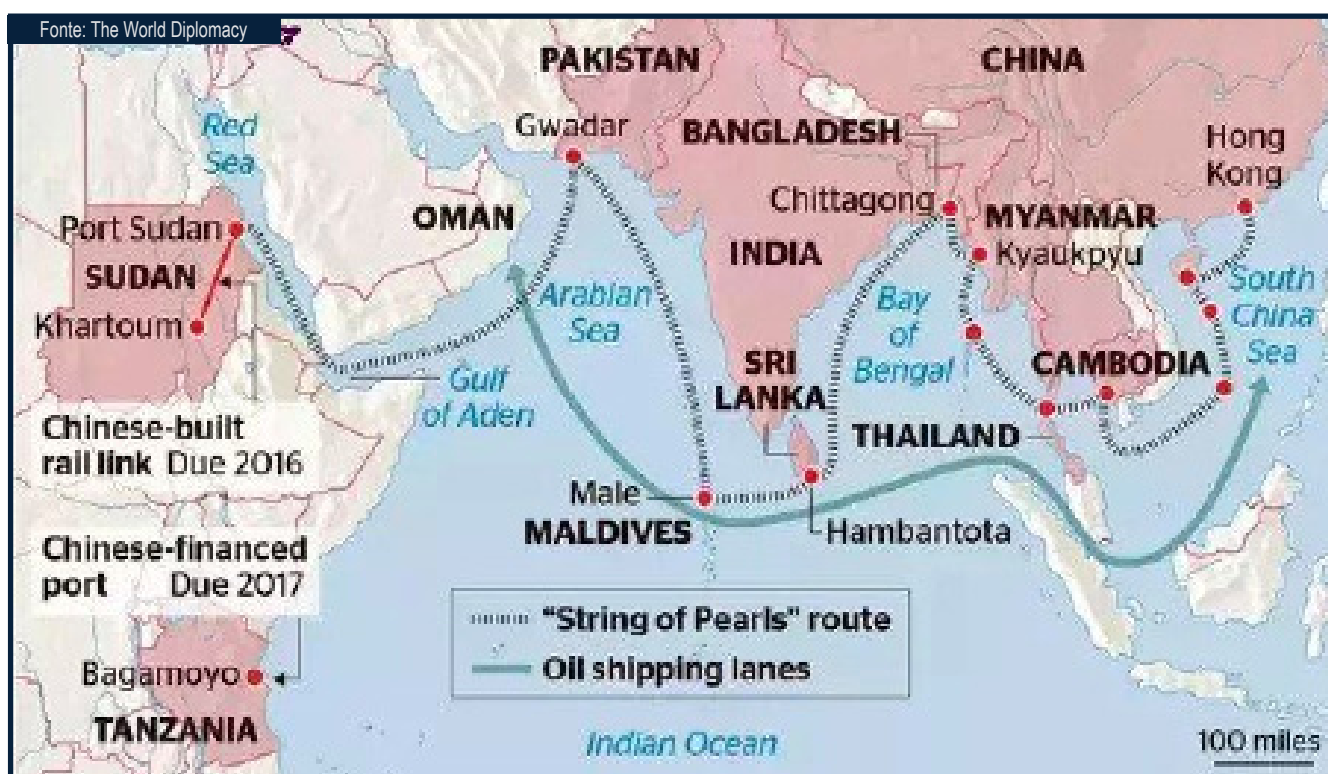 Fonte: The World Diplomacy
PAKISTAN
CHINA
Gwadar
BANGLADESH
Hong
Kong
Red
Sea
Chittagong
MYANMAR
Kyaukpyu
Port Sudan
OMAN
INDIA
SUDAN
Arabian
Sea
Bay
of
Bengal
South
China
Sea
Khartoum
SRI
LANKA
CAMBODIA
Gulf
of Aden
THAILAND
Chinese-built
rail link Due 2016
Male
MALDIVES
Hambantota
Chinese-financed
port Due 2017
"String of Pearls" route
Oil shipping lanes
Bagamoyo
TANZANIA
Indian Ocean
100 miles